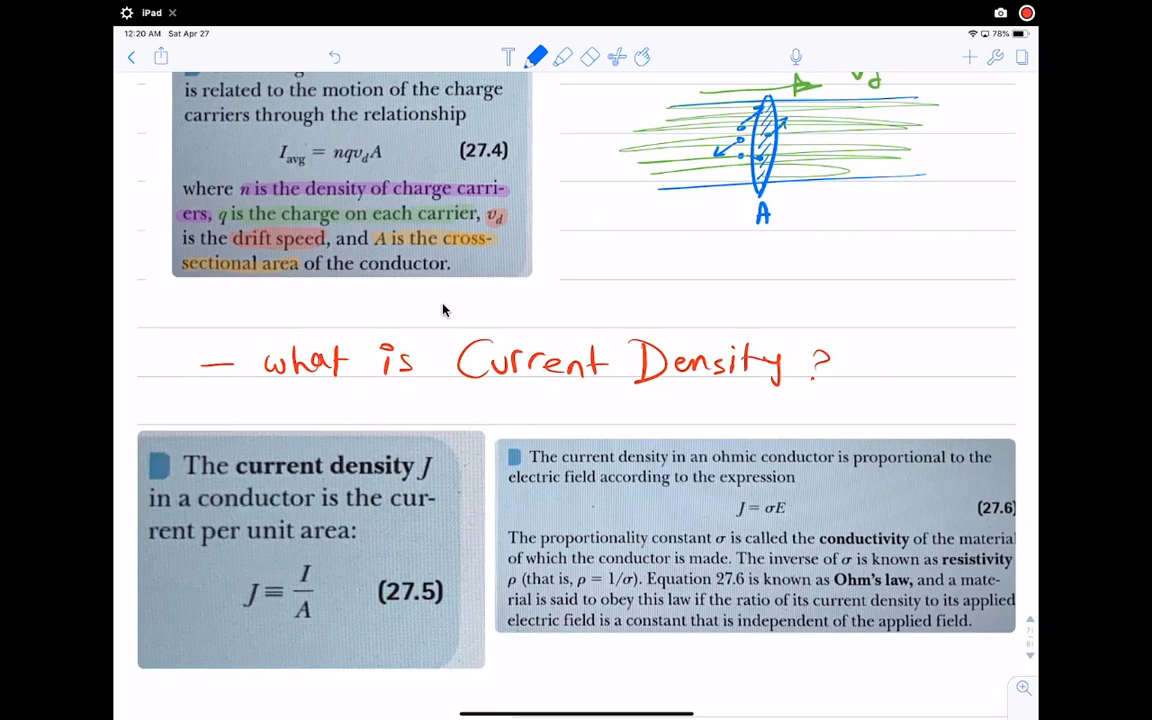 iPad
12:20 AM Sat Apr 27
78%
T
is related to the motion of the charge
carriers through the relationship
I_avg = nqv_dA (27.4)
where n is the density of charge carri-
ers, q is the charge on each carrier, v_d
is the drift speed, and A is the cross-
sectional area of the conductor.
v_d
A
— what is Current Density ?
The current density J
in a conductor is the cur-
rent per unit area:
J ≡ I/A (27.5)
The current density in an ohmic conductor is proportional to the
electric field according to the expression
J = σE (27.6)
The proportionality constant σ is called the conductivity of the materia
of which the conductor is made. The inverse of σ is known as resistivity
ρ (that is, ρ = 1/σ). Equation 27.6 is known as Ohm's law, and a mate-
rial is said to obey this law if the ratio of its current density to its applied
electric field is a constant that is independent of the applied field.